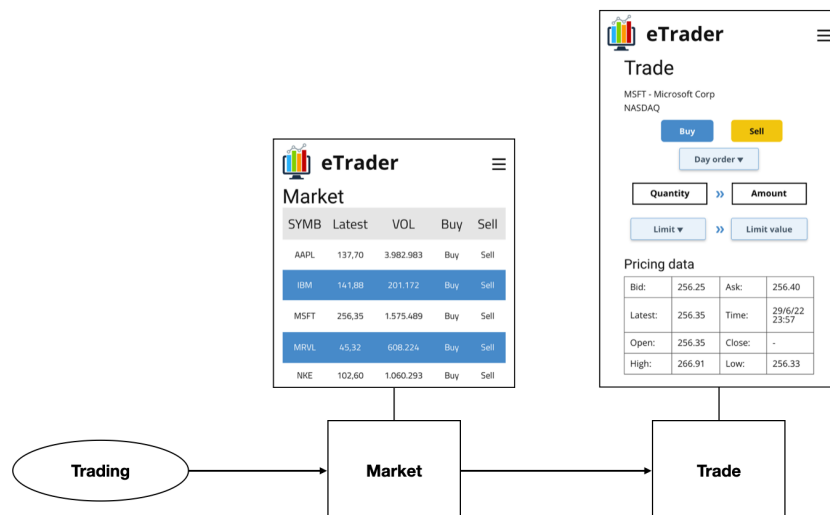 eTrader
Market
SYMB Latest VOL Buy Sell
AAPL 137,70 3.982.983 Buy Sell
IBM 141,88 201.172 Buy Sell
MSFT 256,35 1.575.489 Buy Sell
MRVL 45,32 608.224 Buy Sell
NKE 102,60 1.060.293 Buy Sell
eTrader
Trade
MSFT - Microsoft Corp
NASDAQ
Buy Sell
Day order ▼
Quantity » Amount
Limit ▼ » Limit value
Pricing data
Bid: 256.25 Ask: 256.40
Latest: 256.35 Time: 29/6/22
23:57
Open: 256.35 Close: -
High: 266.91 Low: 256.33
Trading Market Trade